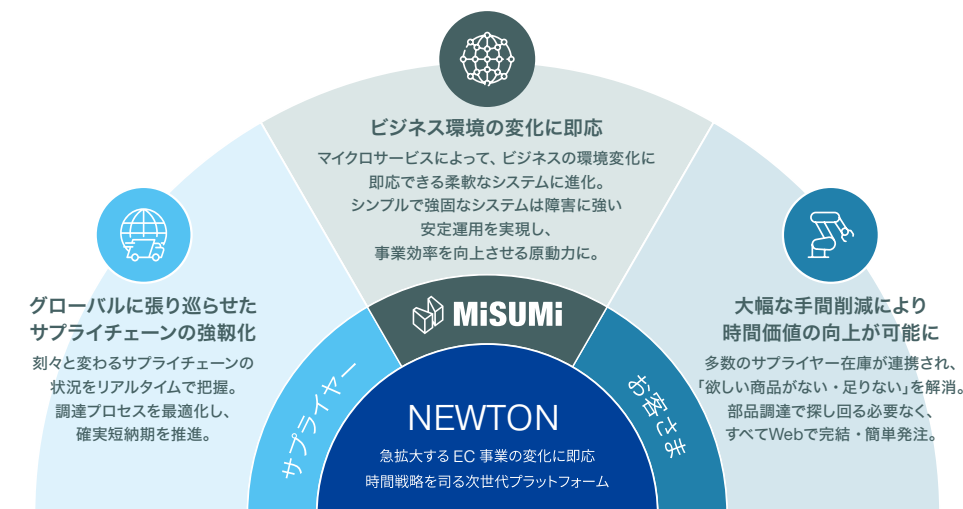 ビジネス環境の変化に即応
マイクロサービスによって、ビジネスの環境変化に
即応できる柔軟なシステムに進化。
シンプルで強固なシステムは障害に強い
安定運用を実現し、
事業効率を向上させる原動力に。
グローバルに張り巡らせた
サプライチェーンの強靱化
刻々と変わるサプライチェーンの
状況をリアルタイムで把握。
調達プロセスを最適化し、
確実短納期を推進。
大幅な手間削減により
時間価値の向上が可能に
多数のサプライヤー在庫が連携され、
「欲しい商品がない・足りない」を解消。
部品調達で探し回る必要なく、
すべてWebで完結・簡単発注。
サプライヤー
MiSUMi
お客さま
NEWTON
急拡大する EC 事業の変化に即応
時間戦略を司る次世代プラットフォーム